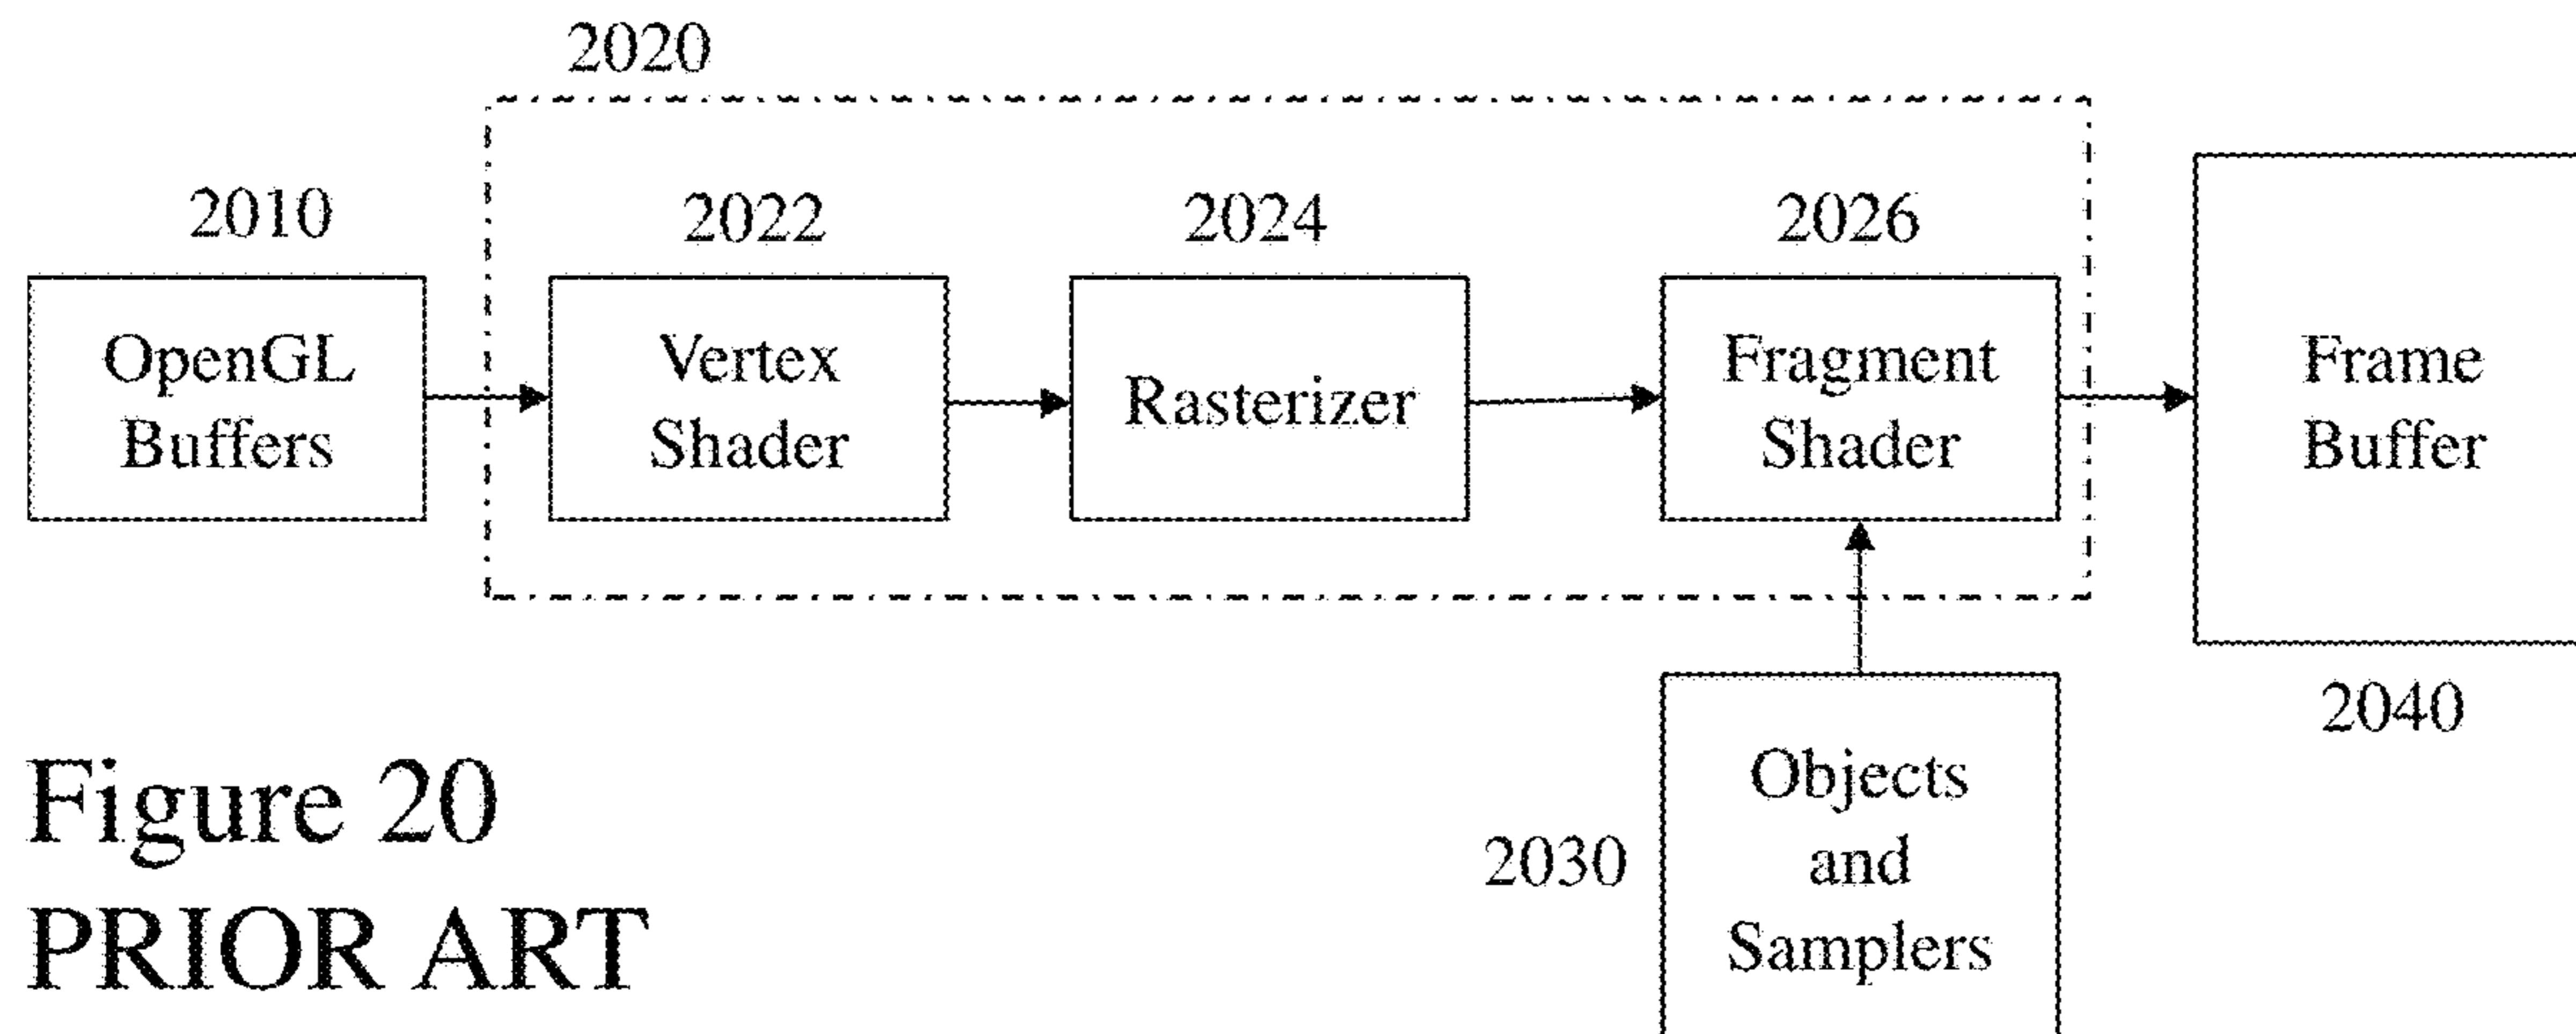 2020
2010
2022
2024
2026
OpenGL
Buffers
Vertex
Shader
Rasterizer
Fragment
Shader
Frame
Buffer
2040
2030
Objects
and
Samplers
Figure 20
PRIOR ART